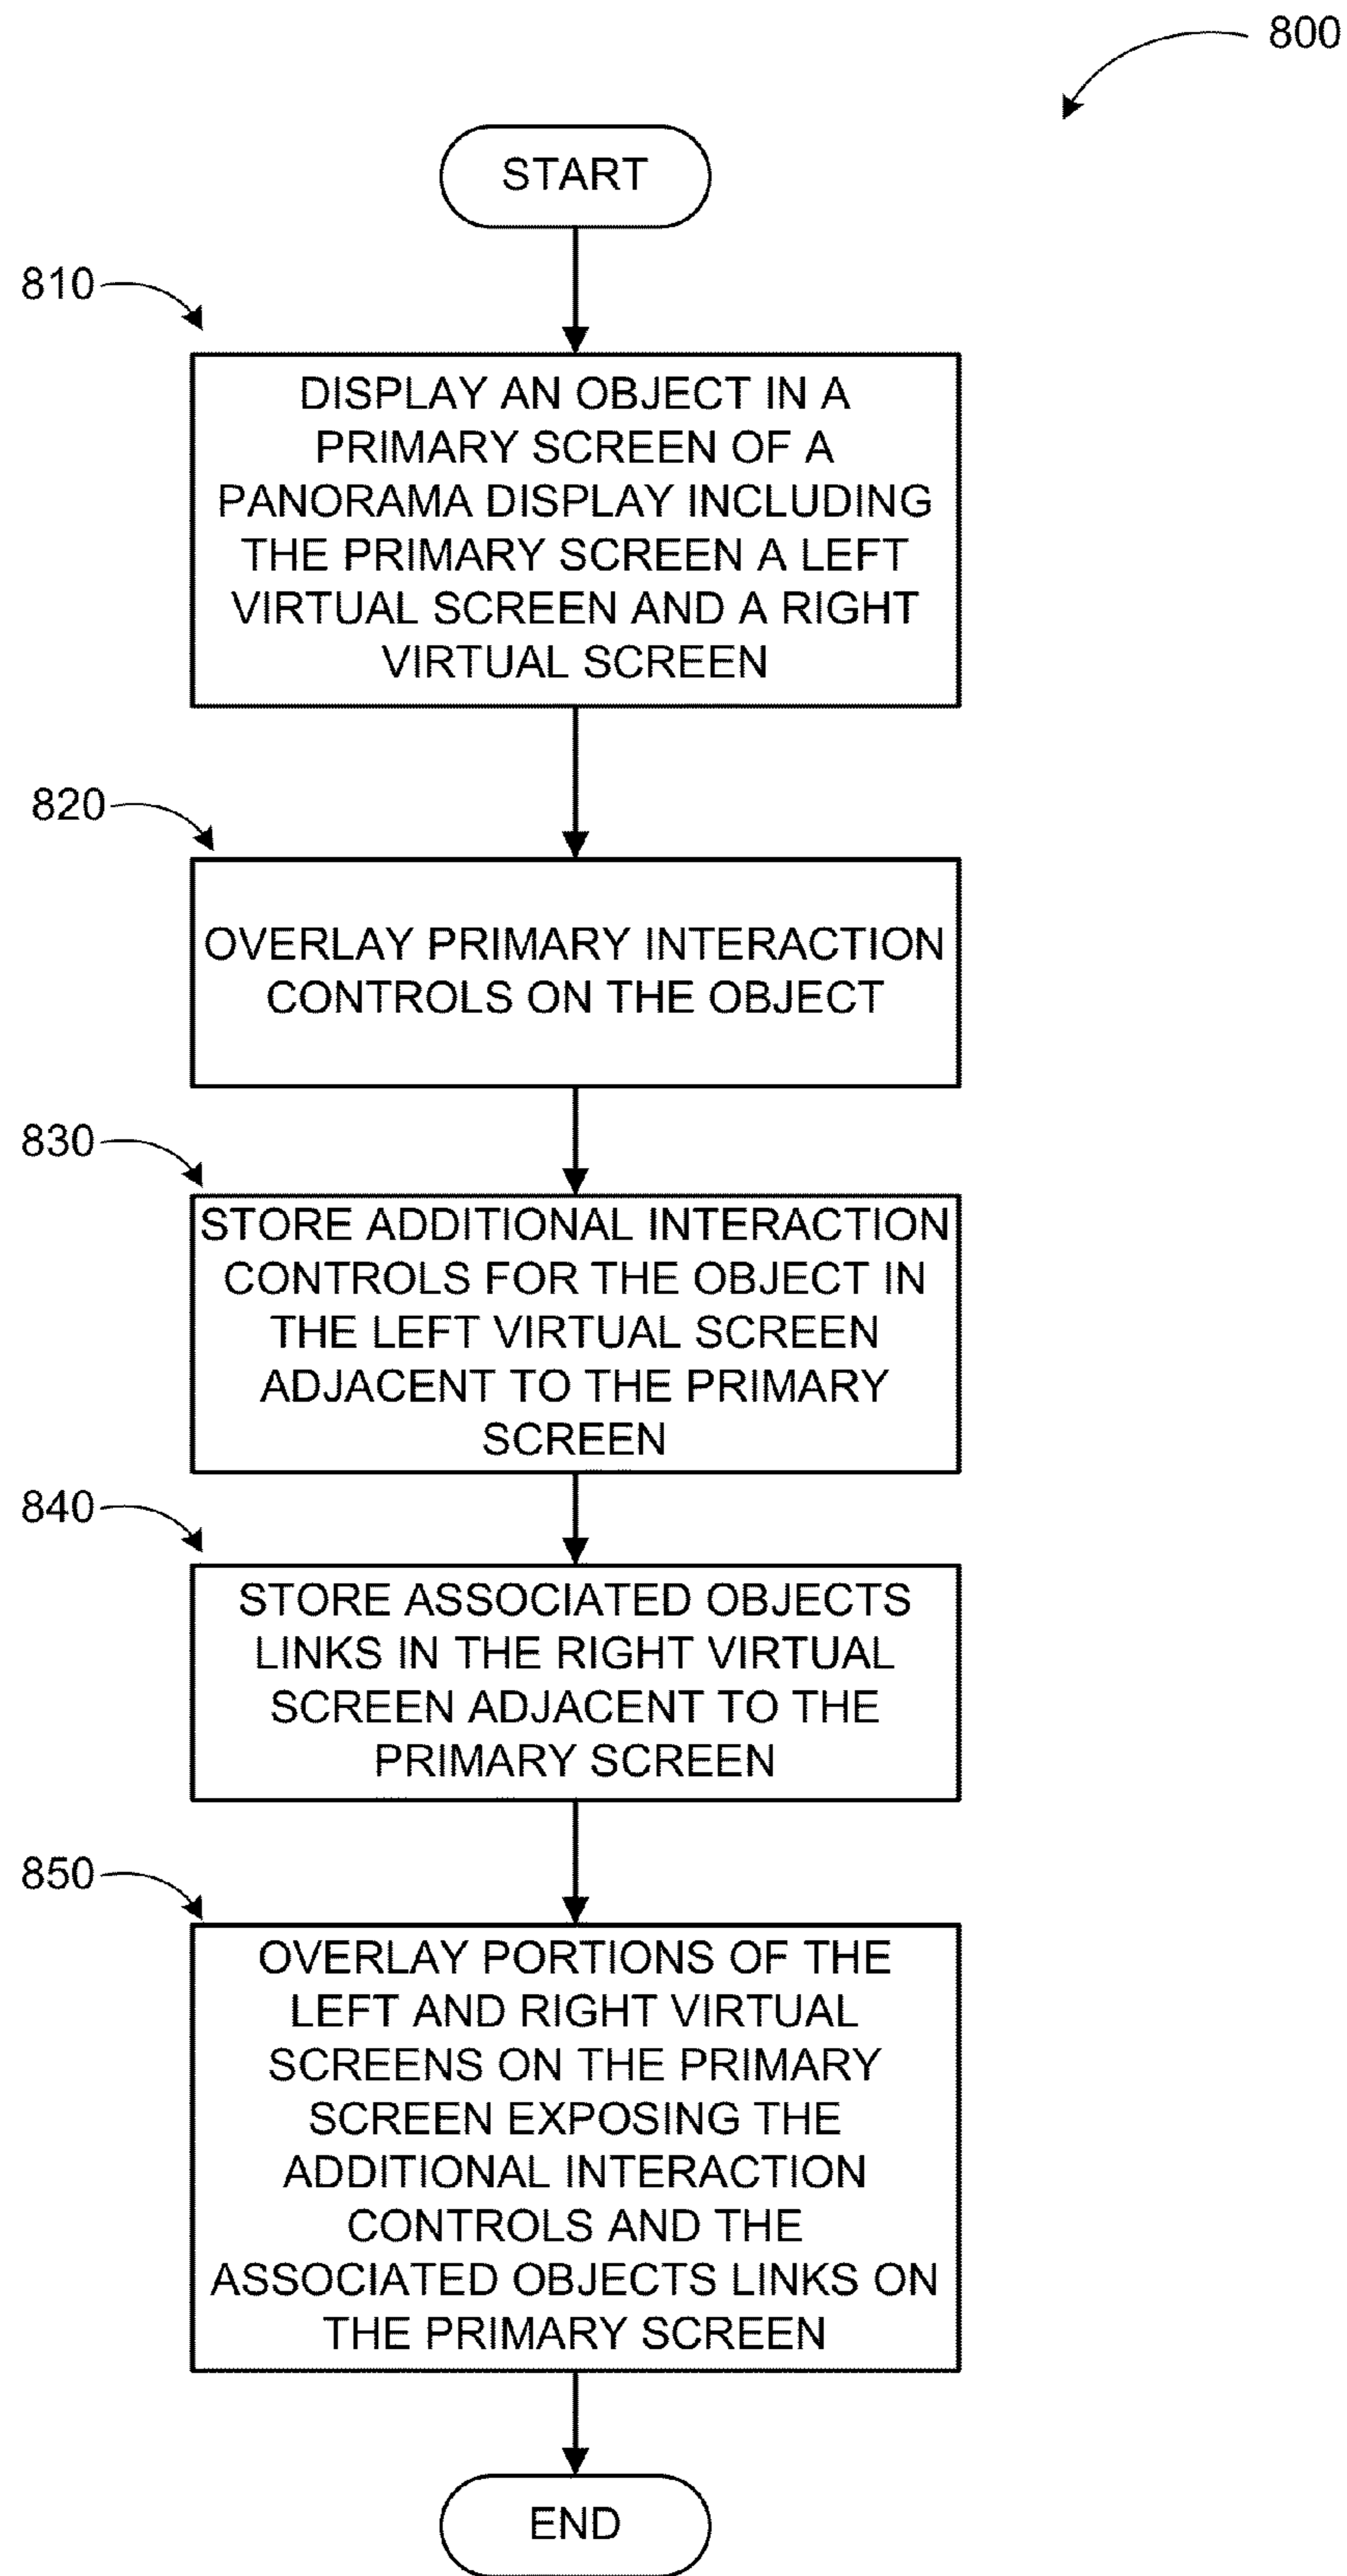 800
START
810
DISPLAY AN OBJECT IN A
PRIMARY SCREEN OF A
PANORAMA DISPLAY INCLUDING
THE PRIMARY SCREEN A LEFT
VIRTUAL SCREEN AND A RIGHT
VIRTUAL SCREEN
820
OVERLAY PRIMARY INTERACTION
CONTROLS ON THE OBJECT
830
STORE ADDITIONAL INTERACTION
CONTROLS FOR THE OBJECT IN
THE LEFT VIRTUAL SCREEN
ADJACENT TO THE PRIMARY
SCREEN
840
STORE ASSOCIATED OBJECTS
LINKS IN THE RIGHT VIRTUAL
SCREEN ADJACENT TO THE
PRIMARY SCREEN
850
OVERLAY PORTIONS OF THE
LEFT AND RIGHT VIRTUAL
SCREENS ON THE PRIMARY
SCREEN EXPOSING THE
ADDITIONAL INTERACTION
CONTROLS AND THE
ASSOCIATED OBJECTS LINKS ON
THE PRIMARY SCREEN
END